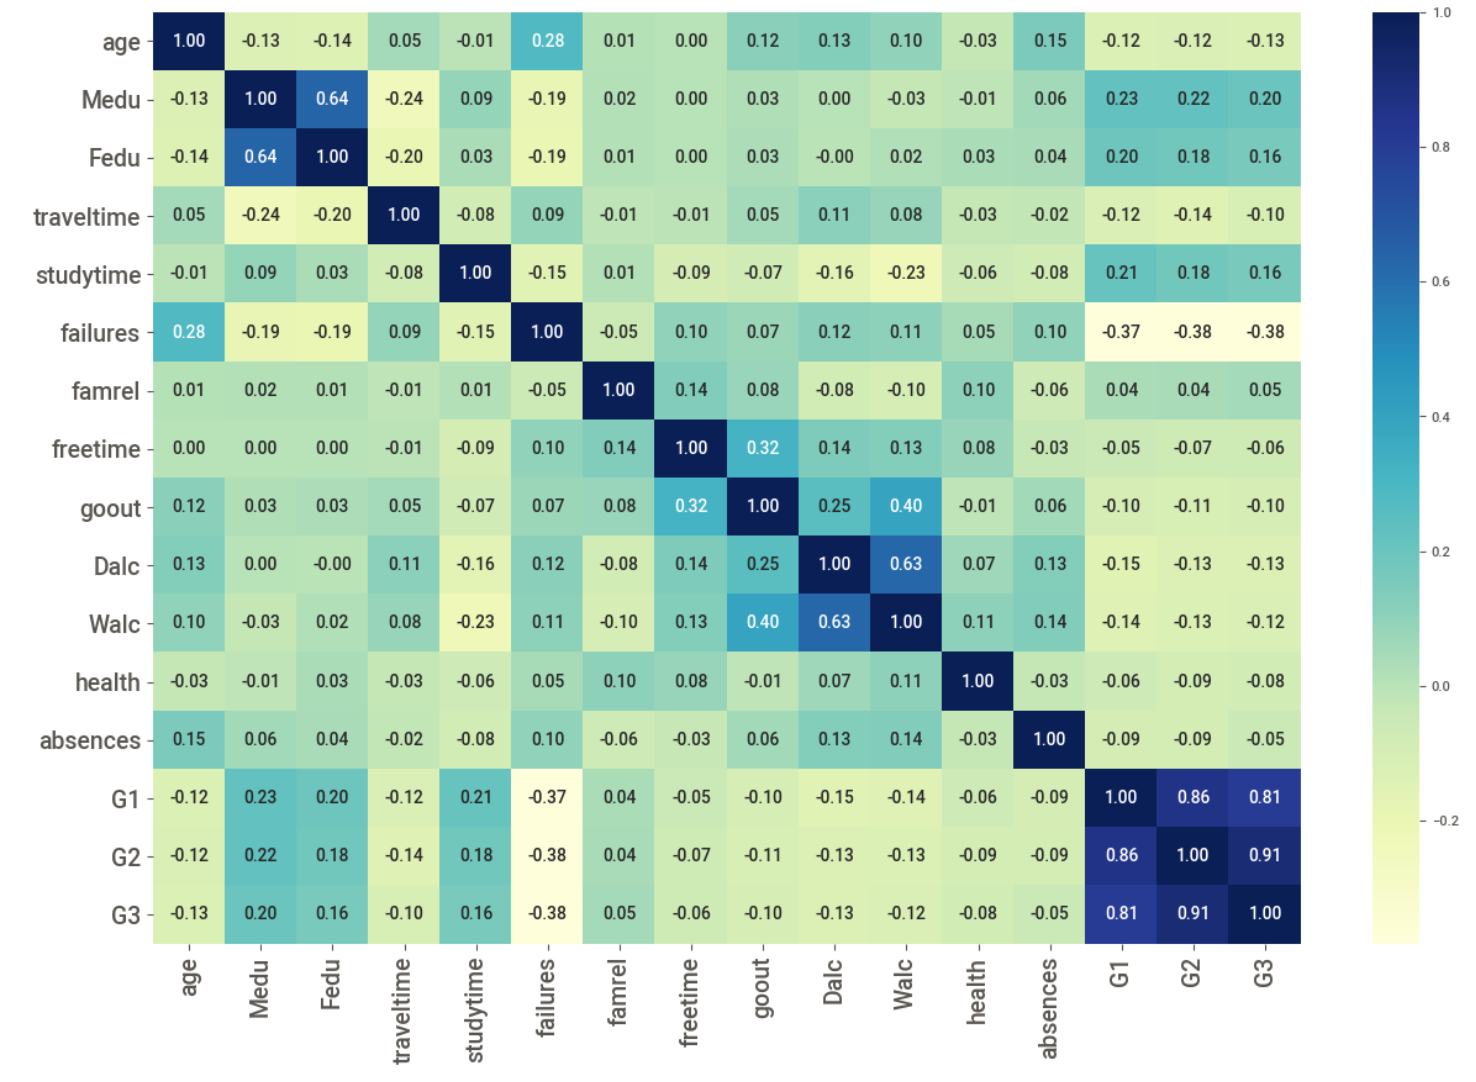 age 1.00 -0.13 -0.14 0.05 -0.01 0.28 0.01 0.00 0.12 0.13 0.10 -0.03 0.15 -0.12 -0.12 -0.13
Medu -0.13 1.00 0.64 -0.24 0.09 -0.19 0.02 0.00 0.03 0.00 -0.03 -0.01 0.06 0.23 0.22 0.20
Fedu -0.14 0.64 1.00 -0.20 0.03 -0.19 0.01 0.00 0.03 -0.00 0.02 0.03 0.04 0.20 0.18 0.16
traveltime 0.05 -0.24 -0.20 1.00 -0.08 0.09 -0.01 -0.01 0.05 0.11 0.08 -0.03 -0.02 -0.12 -0.14 -0.10
studytime -0.01 0.09 0.03 -0.08 1.00 -0.15 0.01 -0.09 -0.07 -0.16 -0.23 -0.06 -0.08 0.21 0.18 0.16
failures 0.28 -0.19 -0.19 0.09 -0.15 1.00 -0.05 0.10 0.07 0.12 0.11 0.05 0.10 -0.37 -0.38 -0.38
famrel 0.01 0.02 0.01 -0.01 0.01 -0.05 1.00 0.14 0.08 -0.08 -0.10 0.10 -0.06 0.04 0.04 0.05
freetime 0.00 0.00 0.00 -0.01 -0.09 0.10 0.14 1.00 0.32 0.14 0.13 0.08 -0.03 -0.05 -0.07 -0.06
goout 0.12 0.03 0.03 0.05 -0.07 0.07 0.08 0.32 1.00 0.25 0.40 -0.01 0.06 -0.10 -0.11 -0.10
Dalc 0.13 0.00 -0.00 0.11 -0.16 0.12 -0.08 0.14 0.25 1.00 0.63 0.07 0.13 -0.15 -0.13 -0.13
Walc 0.10 -0.03 0.02 0.08 -0.23 0.11 -0.10 0.13 0.40 0.63 1.00 0.11 0.14 -0.14 -0.13 -0.12
health -0.03 -0.01 0.03 -0.03 -0.06 0.05 0.10 0.08 -0.01 0.07 0.11 1.00 -0.03 -0.06 -0.09 -0.08
absences 0.15 0.06 0.04 -0.02 -0.08 0.10 -0.06 -0.03 0.06 0.13 0.14 -0.03 1.00 -0.09 -0.09 -0.05
G1 -0.12 0.23 0.20 -0.12 0.21 -0.37 0.04 -0.05 -0.10 -0.15 -0.14 -0.06 -0.09 1.00 0.86 0.81
G2 -0.12 0.22 0.18 -0.14 0.18 -0.38 0.04 -0.07 -0.11 -0.13 -0.13 -0.09 -0.09 0.86 1.00 0.91
G3 -0.13 0.20 0.16 -0.10 0.16 -0.38 0.05 -0.06 -0.10 -0.13 -0.12 -0.08 -0.05 0.81 0.91 1.00
age Medu Fedu traveltime studytime failures famrel freetime goout Dalc Walc health absences G1 G2 G3
1.0
0.8
0.6
0.4
0.2
0.0
-0.2